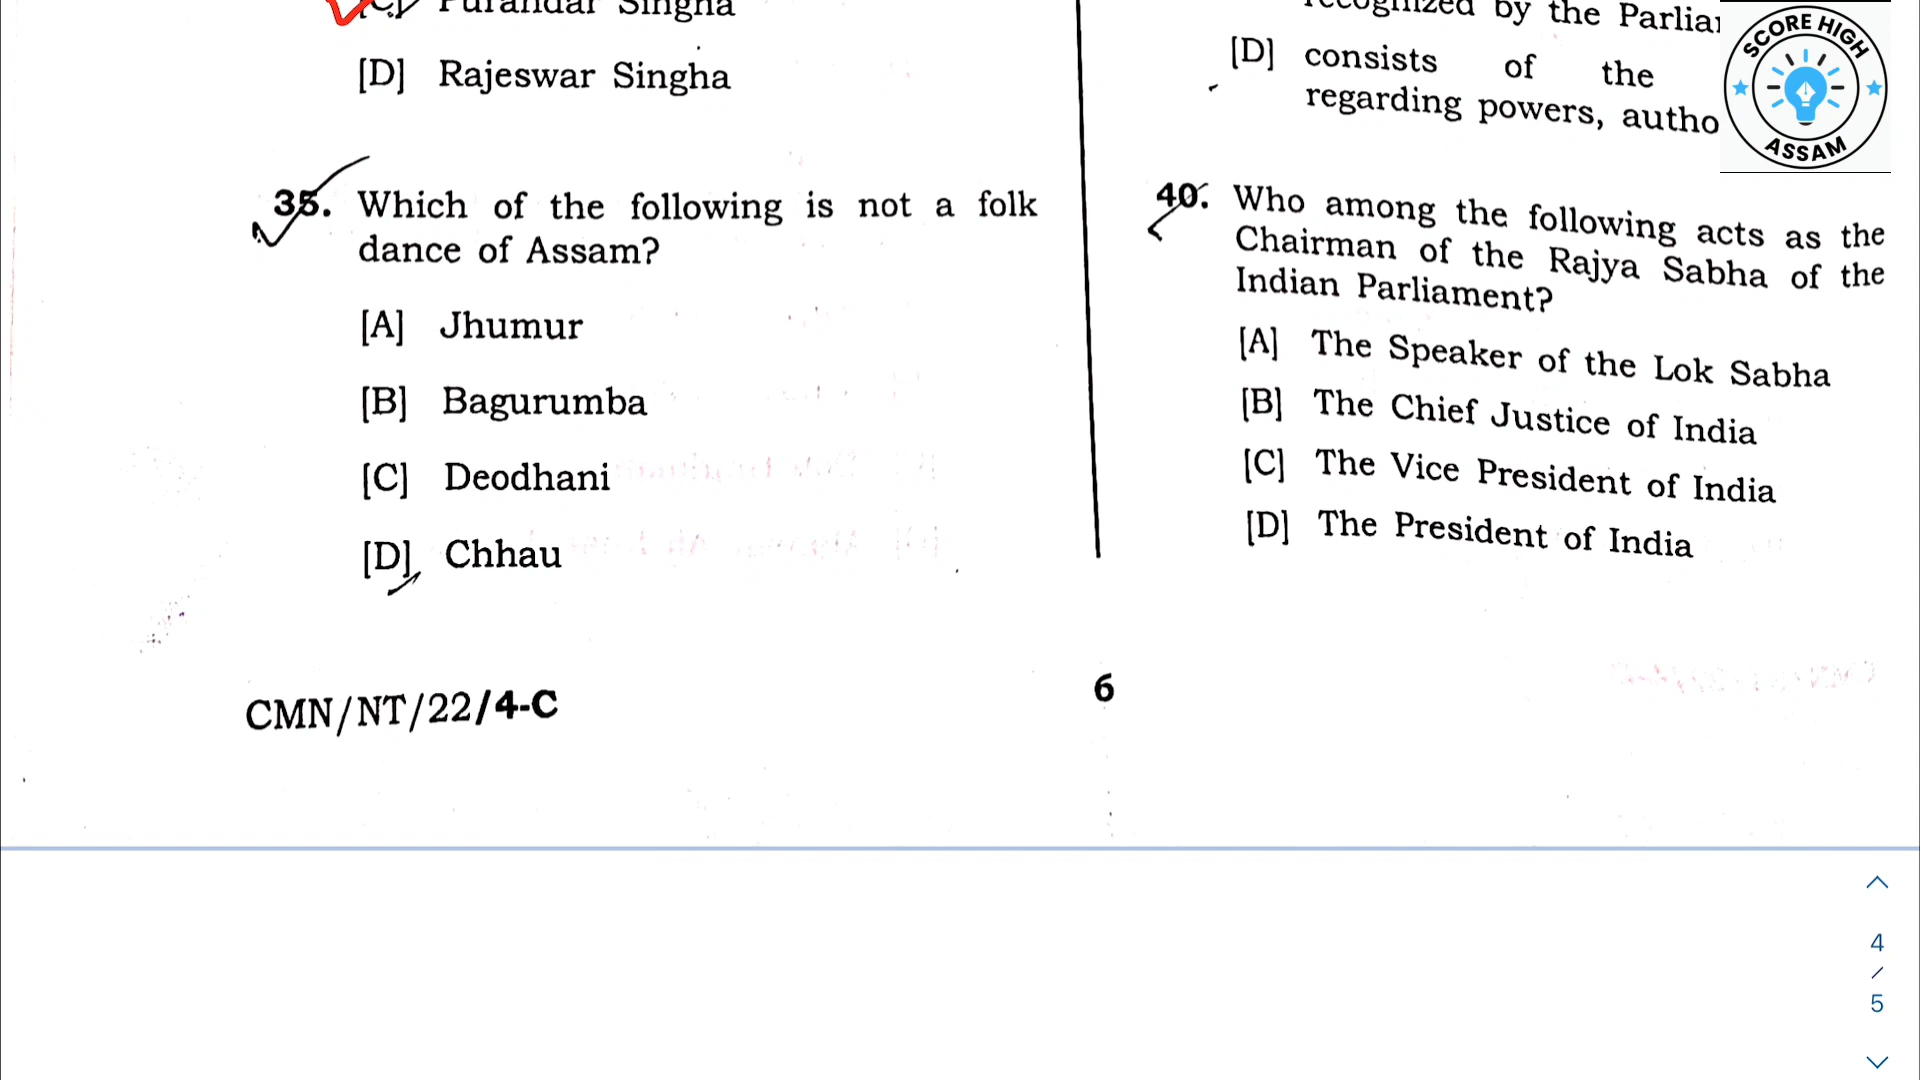 [C] Purandar Singha
[D] Rajeswar Singha
35. Which of the following is not a folk
dance of Assam?
[A] Jhumur
[B] Bagurumba
[C] Deodhani
[D] Chhau
CMN/NT/22/4-C
recognized by the
[D] consists of the
regarding powers,
40. Who among the following acts as the
Chairman of the Rajya Sabha of the
Indian Parliament?
[A] The Speaker of the Lok Sabha
[B] The Chief Justice of India
[C] The Vice President of India
[D] The President of India
6
SCORE HIGH
ASSAM
4
/
5